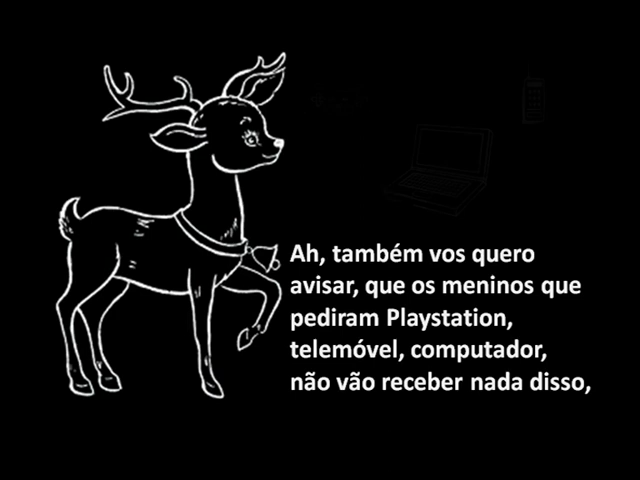 Ah, também vos quero
avisar, que os meninos que
pediram Playstation,
telemóvel, computador,
não vão receber nada disso,